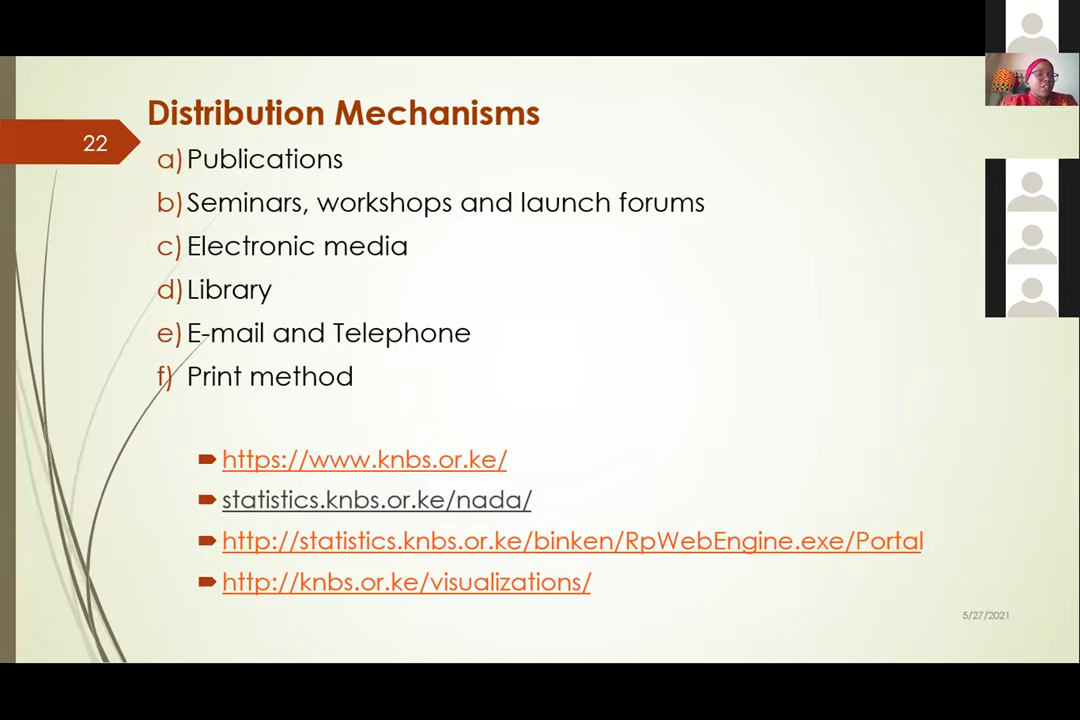 Distribution Mechanisms
22
a) Publications
b) Seminars, workshops and launch forums
c) Electronic media
d) Library
e) E-mail and Telephone
f) Print method
https://www.knbs.or.ke/
statistics.knbs.or.ke/nada/
http://statistics.knbs.or.ke/binken/RpWebEngine.exe/Portal
http://knbs.or.ke/visualizations/
5/27/2021